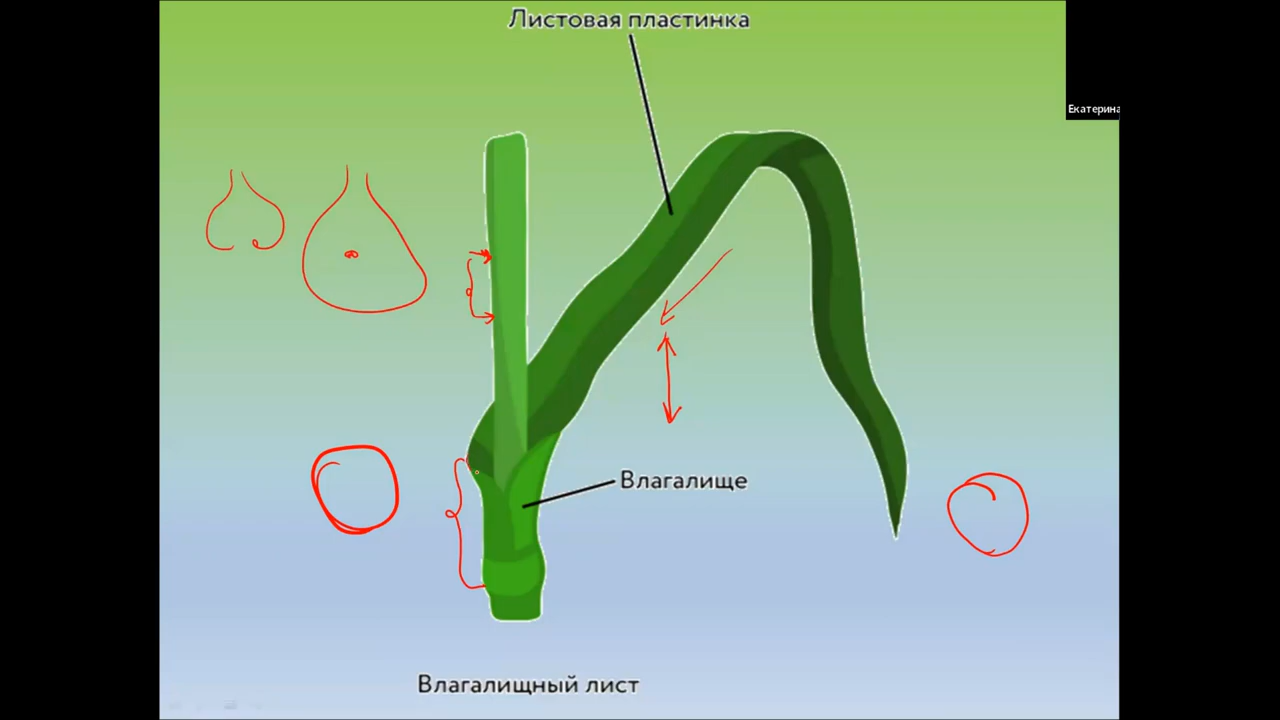 Листовая пластинка
Екатерина
Влагалище
Влагалищный лист